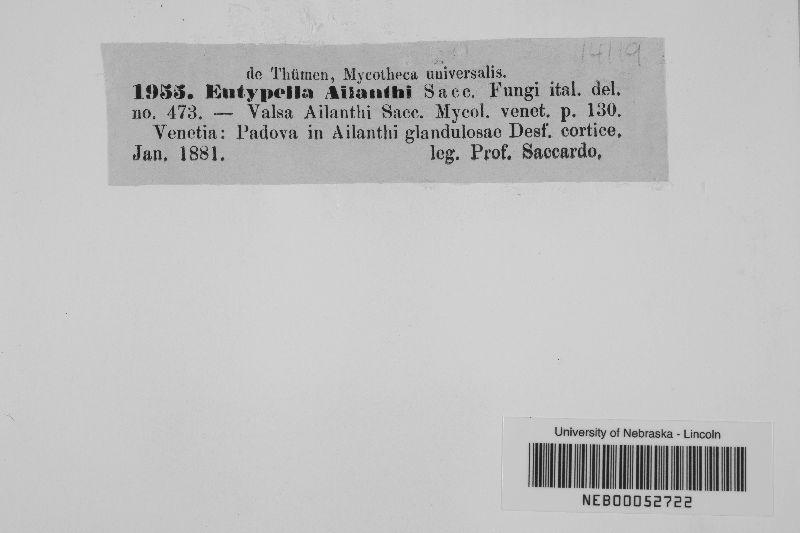 14119
de Thümen, Mycotheca universalis.
1955. Eutypella Ailanthi Sacc. Fungi ital. del.
no. 473. — Valsa Ailanthi Sacc. Mycol. venet. p. 130.
Venetia: Padova in Ailanthi glandulosae Desf. cortice,
Jan. 1881. leg. Prof. Saccardo,
University of Nebraska - Lincoln
NEB00052722